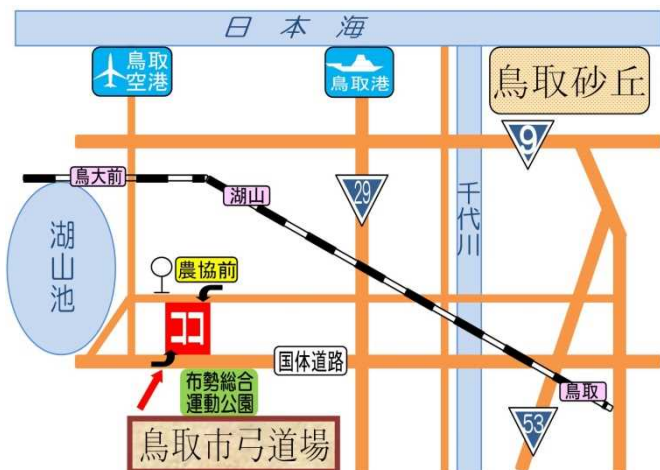 日本海
鳥取
空港
鳥取港
鳥取砂丘
9
鳥大前
湖山
29
千代川
湖山池
農協前
ココ
国体道路
布勢総合
運動公園
鳥取
鳥取市弓道場
53